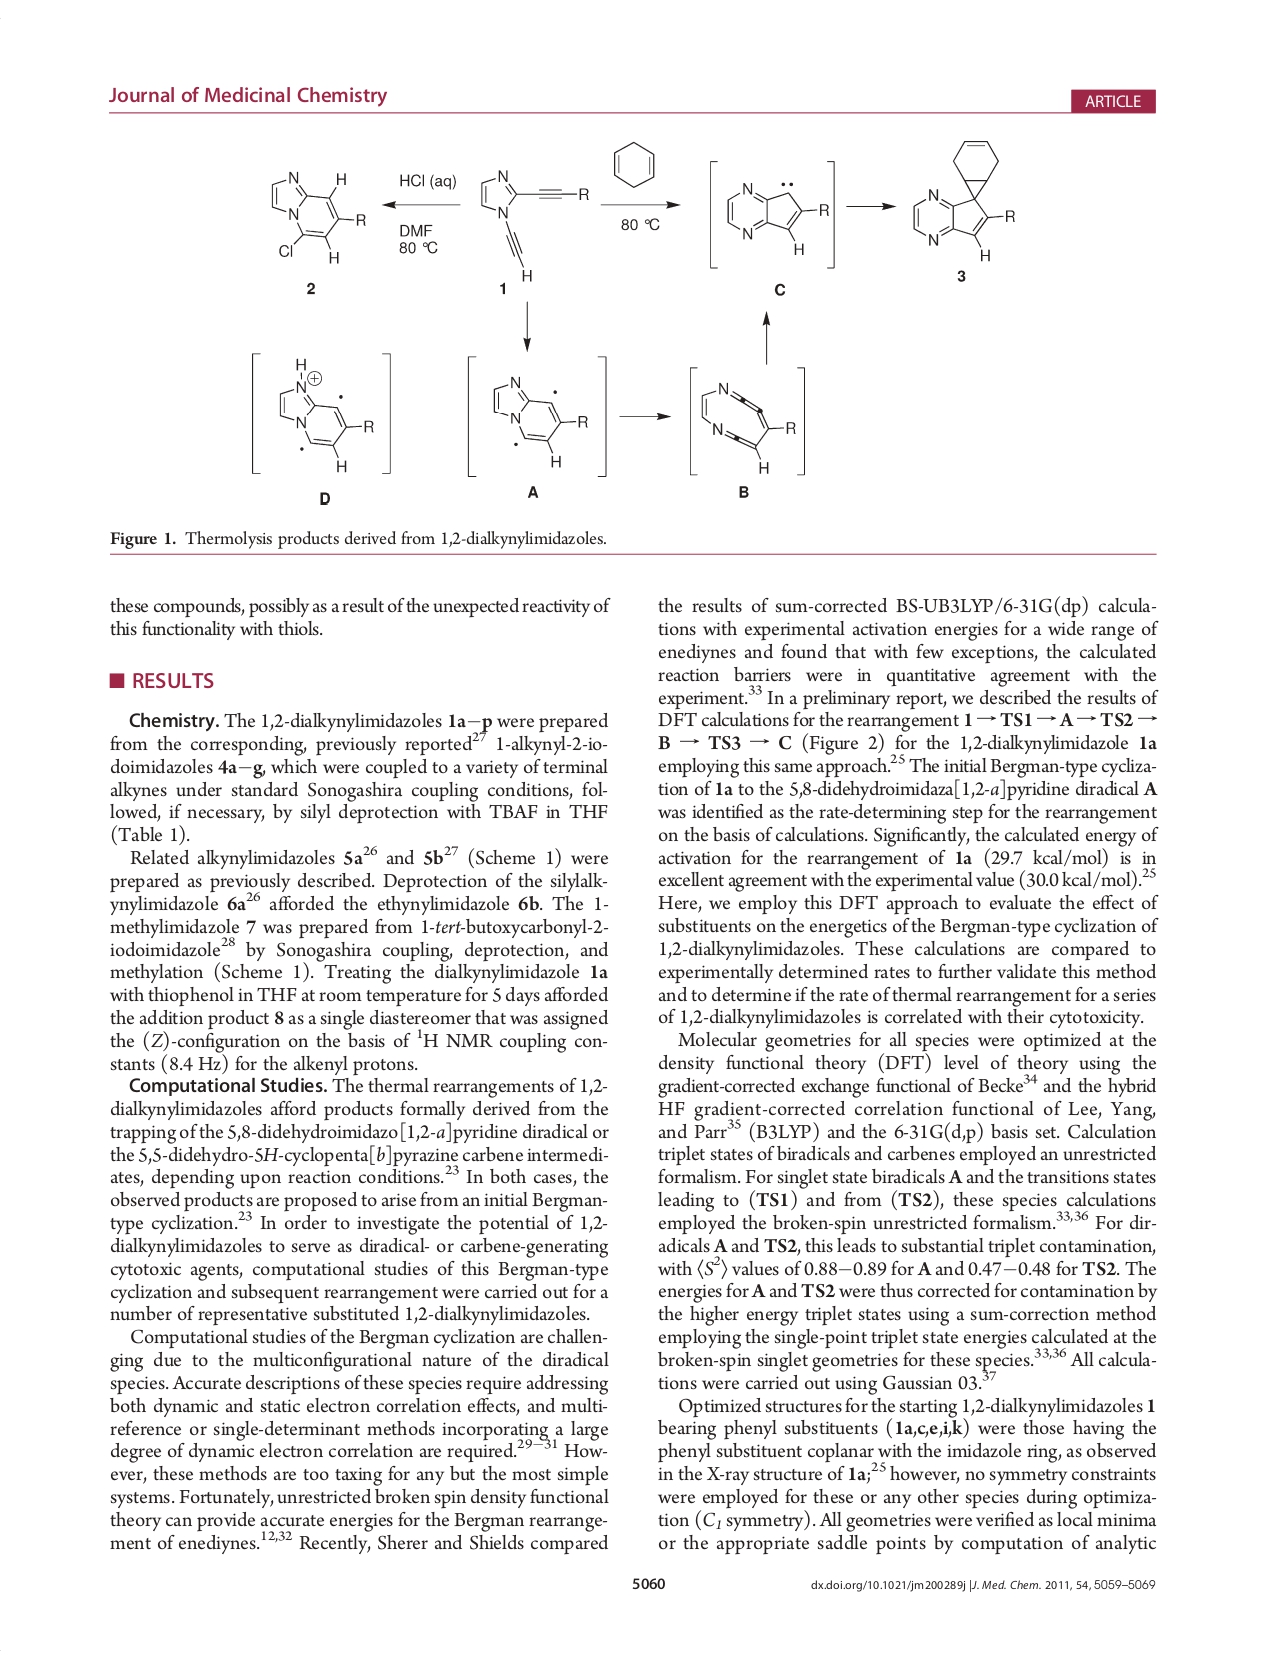 Journal of Medicinal Chemistry
ARTICLE
N
H
N
R
Cl
H
2
HCl (aq)
DMF
80 °C
N
R
N
H
1
80 °C
N
N
R
H
C
N
N
R
H
3
H
N
N
R
H
D
N
N
R
H
A
N
N
R
H
B
Figure 1. Thermolysis products derived from 1,2-dialkynylimidazoles.
these compounds, possibly as a result of the unexpected reactivity of
this functionality with thiols.
■ RESULTS
Chemistry. The 1,2-dialkynylimidazoles 1a−p were prepared
from the corresponding, previously reported27 1-alkynyl-2-io-
doimidazoles 4a−g, which were coupled to a variety of terminal
alkynes under standard Sonogashira coupling conditions, fol-
lowed, if necessary, by silyl deprotection with TBAF in THF
(Table 1).
Related alkynylimidazoles 5a26 and 5b27 (Scheme 1) were
prepared as previously described. Deprotection of the silylalk-
ynylimidazole 6a26 afforded the ethynylimidazole 6b. The 1-
methylimidazole 7 was prepared from 1-tert-butoxycarbonyl-2-
iodoimidazole28 by Sonogashira coupling, deprotection, and
methylation (Scheme 1). Treating the dialkynylimidazole 1a
with thiophenol in THF at room temperature for 5 days afforded
the addition product 8 as a single diastereomer that was assigned
the (Z)-configuration on the basis of 1H NMR coupling con-
stants (8.4 Hz) for the alkenyl protons.
Computational Studies. The thermal rearrangements of 1,2-
dialkynylimidazoles afford products formally derived from the
trapping of the 5,8-didehydroimidazo[1,2-a]pyridine diradical or
the 5,5-didehydro-5H-cyclopenta[b]pyrazine carbene intermedi-
ates, depending upon reaction conditions.23 In both cases, the
observed products are proposed to arise from an initial Bergman-
type cyclization.23 In order to investigate the potential of 1,2-
dialkynylimidazoles to serve as diradical- or carbene-generating
cytotoxic agents, computational studies of this Bergman-type
cyclization and subsequent rearrangement were carried out for a
number of representative substituted 1,2-dialkynylimidazoles.
Computational studies of the Bergman cyclization are challen-
ging due to the multiconfigurational nature of the diradical
species. Accurate descriptions of these species require addressing
both dynamic and static electron correlation effects, and multi-
reference or single-determinant methods incorporating a large
degree of dynamic electron correlation are required.29−31 How-
ever, these methods are too taxing for any but the most simple
systems. Fortunately, unrestricted broken spin density functional
theory can provide accurate energies for the Bergman rearrange-
ment of enediynes.12,32 Recently, Sherer and Shields compared
the results of sum-corrected BS-UB3LYP/6-31G(dp) calcula-
tions with experimental activation energies for a wide range of
enediynes and found that with few exceptions, the calculated
reaction barriers were in quantitative agreement with the
experiment.33 In a preliminary report, we described the results of
DFT calculations for the rearrangement 1 → TS1 → A → TS2 →
B → TS3 → C (Figure 2) for the 1,2-dialkynylimidazole 1a
employing this same approach.25 The initial Bergman-type cycliza-
tion of 1a to the 5,8-didehydroimidaza[1,2-a]pyridine diradical A
was identified as the rate-determining step for the rearrangement
on the basis of calculations. Significantly, the calculated energy of
activation for the rearrangement of 1a (29.7 kcal/mol) is in
excellent agreement with the experimental value (30.0 kcal/mol).25
Here, we employ this DFT approach to evaluate the effect of
substituents on the energetics of the Bergman-type cyclization of
1,2-dialkynylimidazoles. These calculations are compared to
experimentally determined rates to further validate this method
and to determine if the rate of thermal rearrangement for a series
of 1,2-dialkynylimidazoles is correlated with their cytotoxicity.
Molecular geometries for all species were optimized at the
density functional theory (DFT) level of theory using the
gradient-corrected exchange functional of Becke34 and the hybrid
HF gradient-corrected correlation functional of Lee, Yang,
and Parr35 (B3LYP) and the 6-31G(d,p) basis set. Calculation
triplet states of biradicals and carbenes employed an unrestricted
formalism. For singlet state biradicals A and the transitions states
leading to (TS1) and from (TS2), these species calculations
employed the broken-spin unrestricted formalism.33,36 For dir-
adicals A and TS2, this leads to substantial triplet contamination,
with ⟨S2⟩ values of 0.88−0.89 for A and 0.47−0.48 for TS2. The
energies for A and TS2 were thus corrected for contamination by
the higher energy triplet states using a sum-correction method
employing the single-point triplet state energies calculated at the
broken-spin singlet geometries for these species.33,36 All calcula-
tions were carried out using Gaussian 03.37
Optimized structures for the starting 1,2-dialkynylimidazoles 1
bearing phenyl substituents (1a,c,e,i,k) were those having the
phenyl substituent coplanar with the imidazole ring, as observed
in the X-ray structure of 1a;25 however, no symmetry constraints
were employed for these or any other species during optimiza-
tion (C1 symmetry). All geometries were verified as local minima
or the appropriate saddle points by computation of analytic
5060
dx.doi.org/10.1021/jm200289j |J. Med. Chem. 2011, 54, 5059–5069